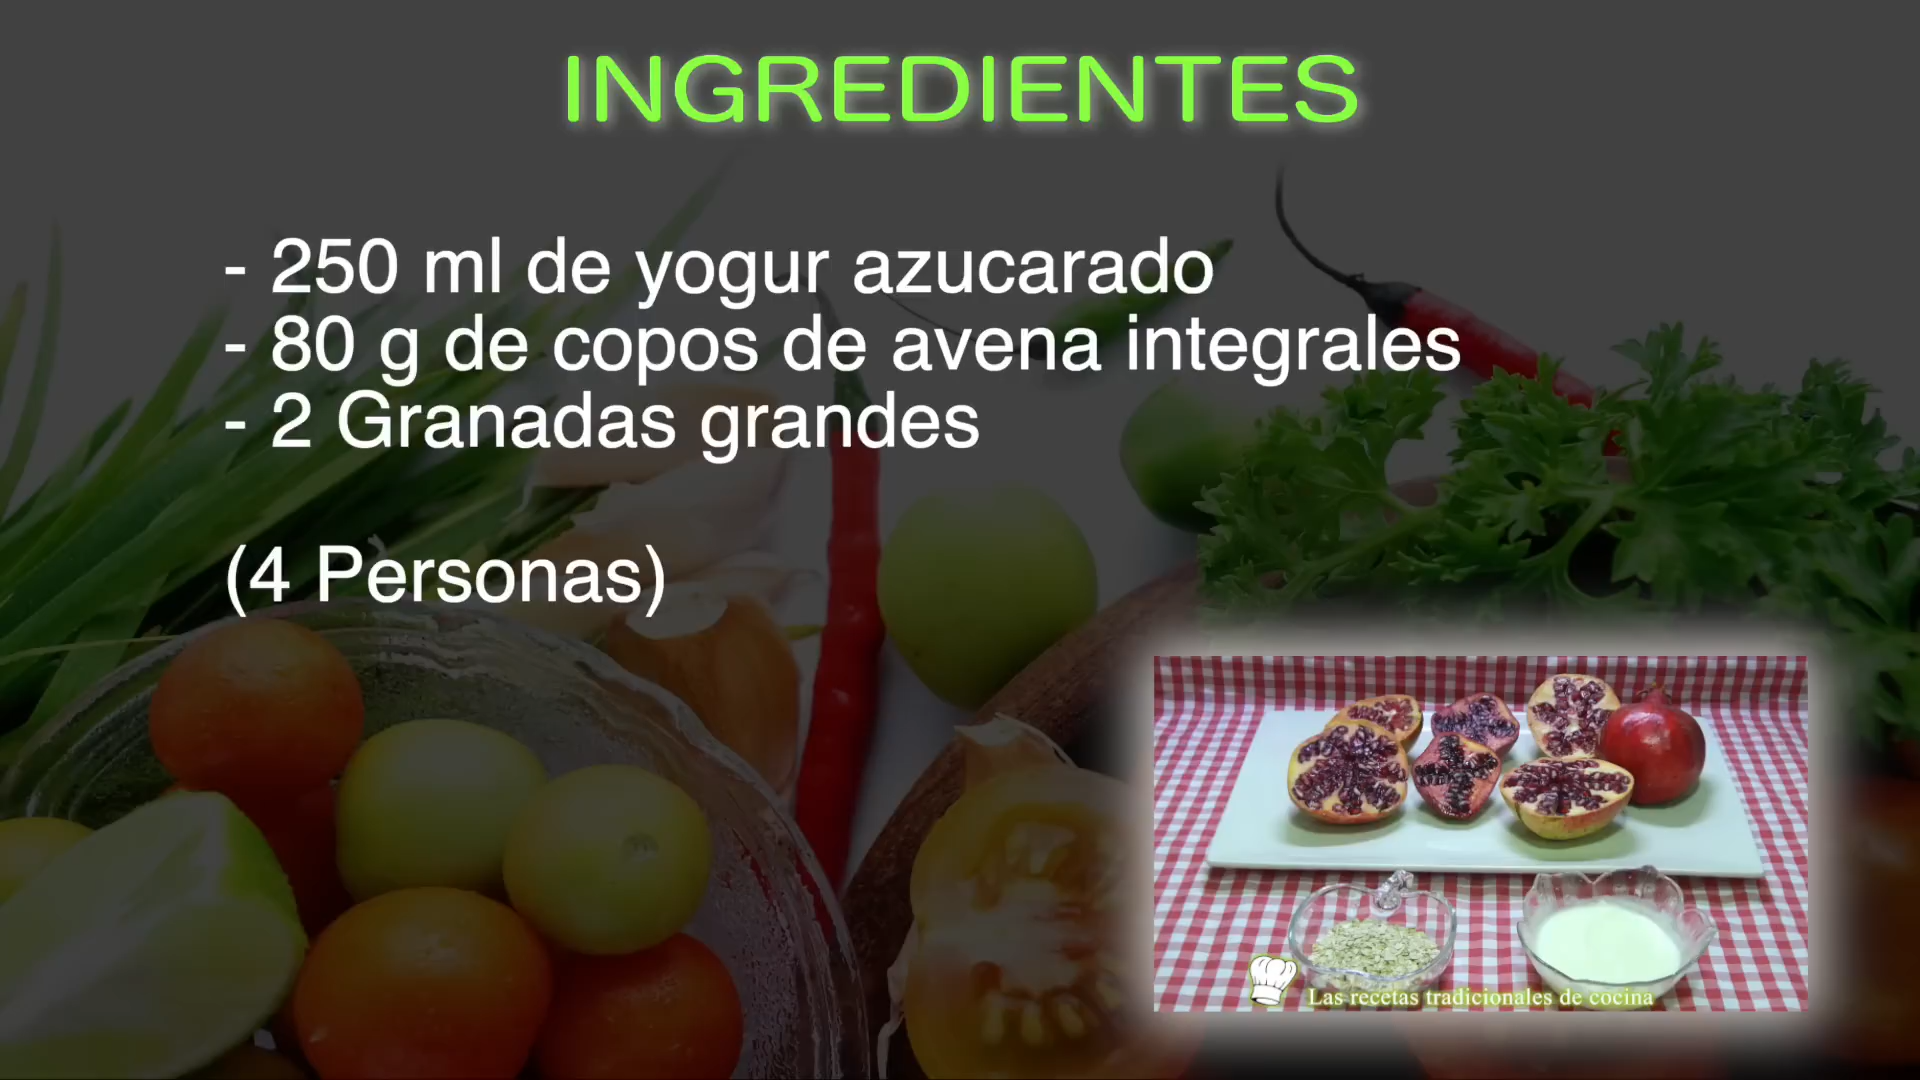 INGREDIENTES
- 250 ml de yogur azucarado
- 80 g de copos de avena integrales
- 2 Granadas grandes
(4 Personas)
Las recetas tradicionales de cocina